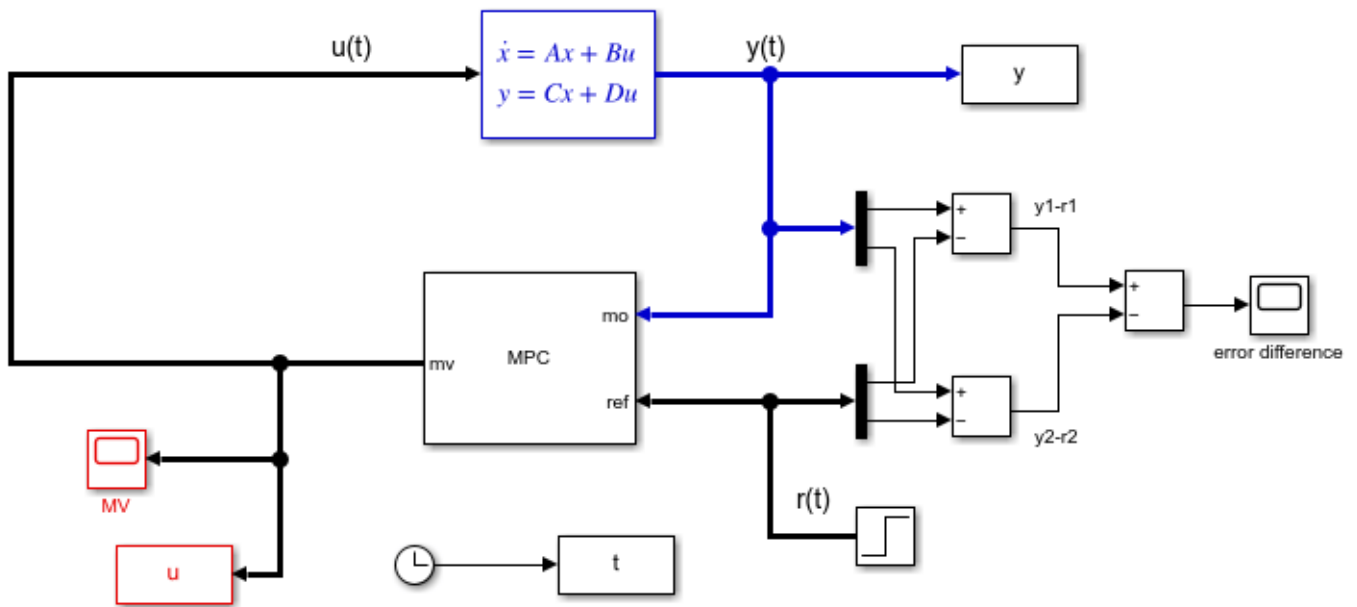 u(t)
ẋ = Ax + Bu
y = Cx + Du
y(t)
y
+
−
y1-r1
+
−
error difference
mo
mv
MPC
ref
+
−
y2-r2
MV
r(t)
u
t